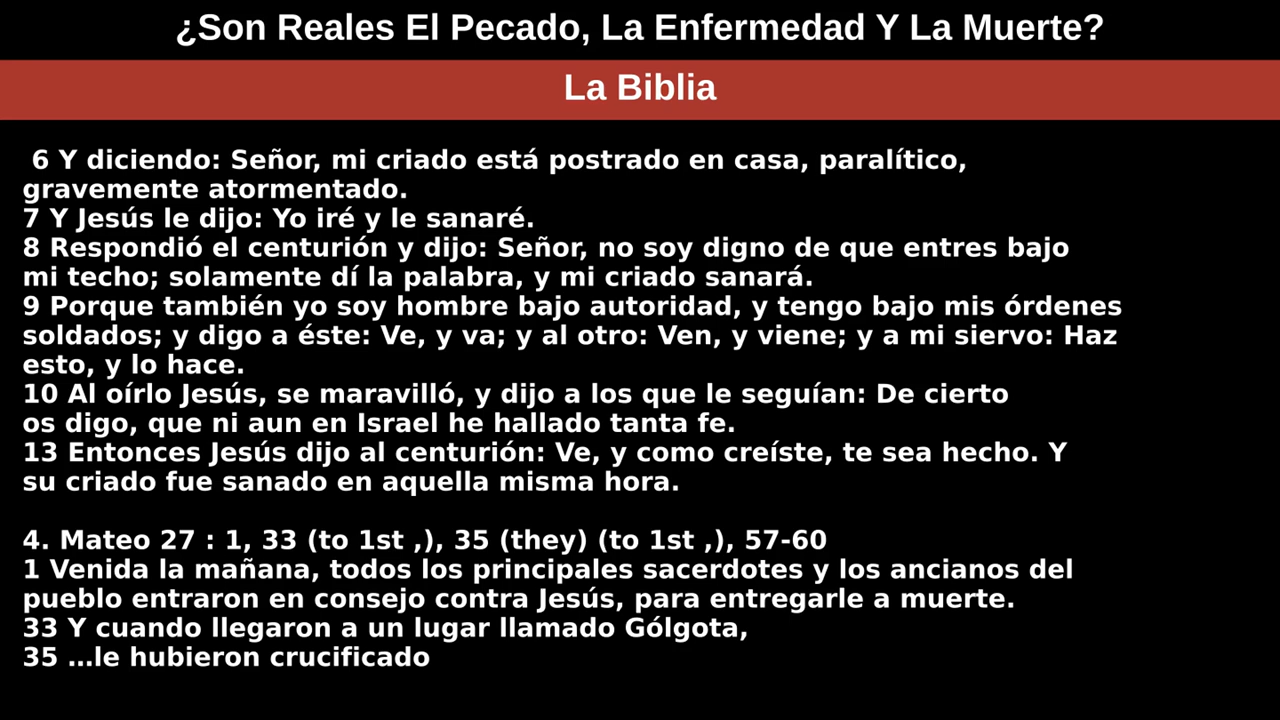 ¿Son Reales El Pecado, La Enfermedad Y La Muerte?
La Biblia
6 Y diciendo: Señor, mi criado está postrado en casa, paralítico,
gravemente atormentado.
7 Y Jesús le dijo: Yo iré y le sanaré.
8 Respondió el centurión y dijo: Señor, no soy digno de que entres bajo
mi techo; solamente dí la palabra, y mi criado sanará.
9 Porque también yo soy hombre bajo autoridad, y tengo bajo mis órdenes
soldados; y digo a éste: Ve, y va; y al otro: Ven, y viene; y a mi siervo: Haz
esto, y lo hace.
10 Al oírlo Jesús, se maravilló, y dijo a los que le seguían: De cierto
os digo, que ni aun en Israel he hallado tanta fe.
13 Entonces Jesús dijo al centurión: Ve, y como creíste, te sea hecho. Y
su criado fue sanado en aquella misma hora.
4. Mateo 27 : 1, 33 (to 1st ,), 35 (they) (to 1st ,), 57-60
1 Venida la mañana, todos los principales sacerdotes y los ancianos del
pueblo entraron en consejo contra Jesús, para entregarle a muerte.
33 Y cuando llegaron a un lugar llamado Gólgota,
35 …le hubieron crucificado